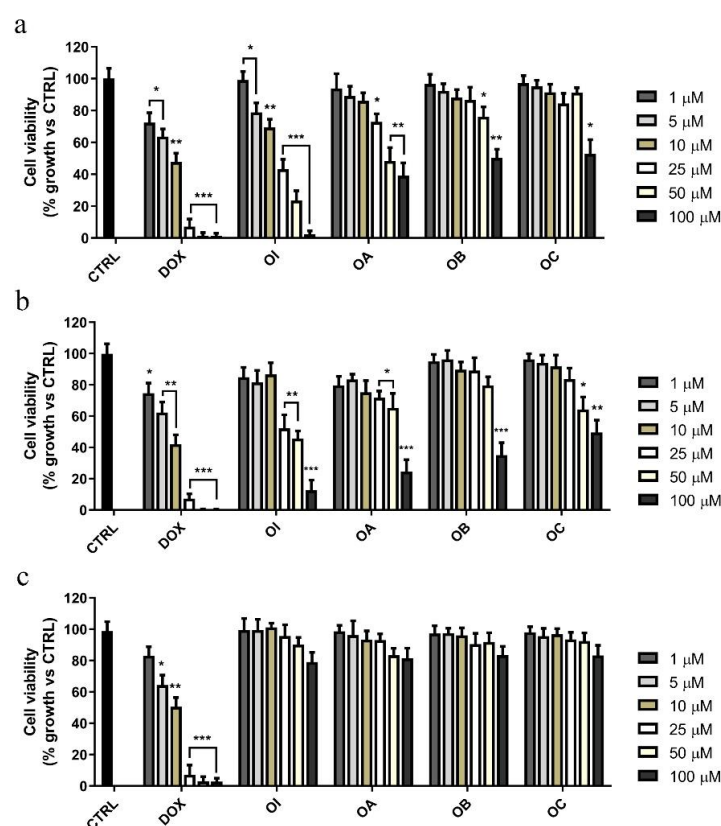 a
Cell viability
(% growth vs CTRL)
120
100
80
60
40
20
0
* ** *** * ** *** * ** * ** *
CTRL DOX OI OA OB OC
1 μM
5 μM
10 μM
25 μM
50 μM
100 μM
b
Cell viability
(% growth vs CTRL)
120
100
80
60
40
20
0
* ** *** ** *** * *** *** * **
CTRL DOX OI OA OB OC
1 μM
5 μM
10 μM
25 μM
50 μM
100 μM
c
Cell viability
(% growth vs CTRL)
120
100
80
60
40
20
0
* ** ***
CTRL DOX OI OA OB OC
1 μM
5 μM
10 μM
25 μM
50 μM
100 μM